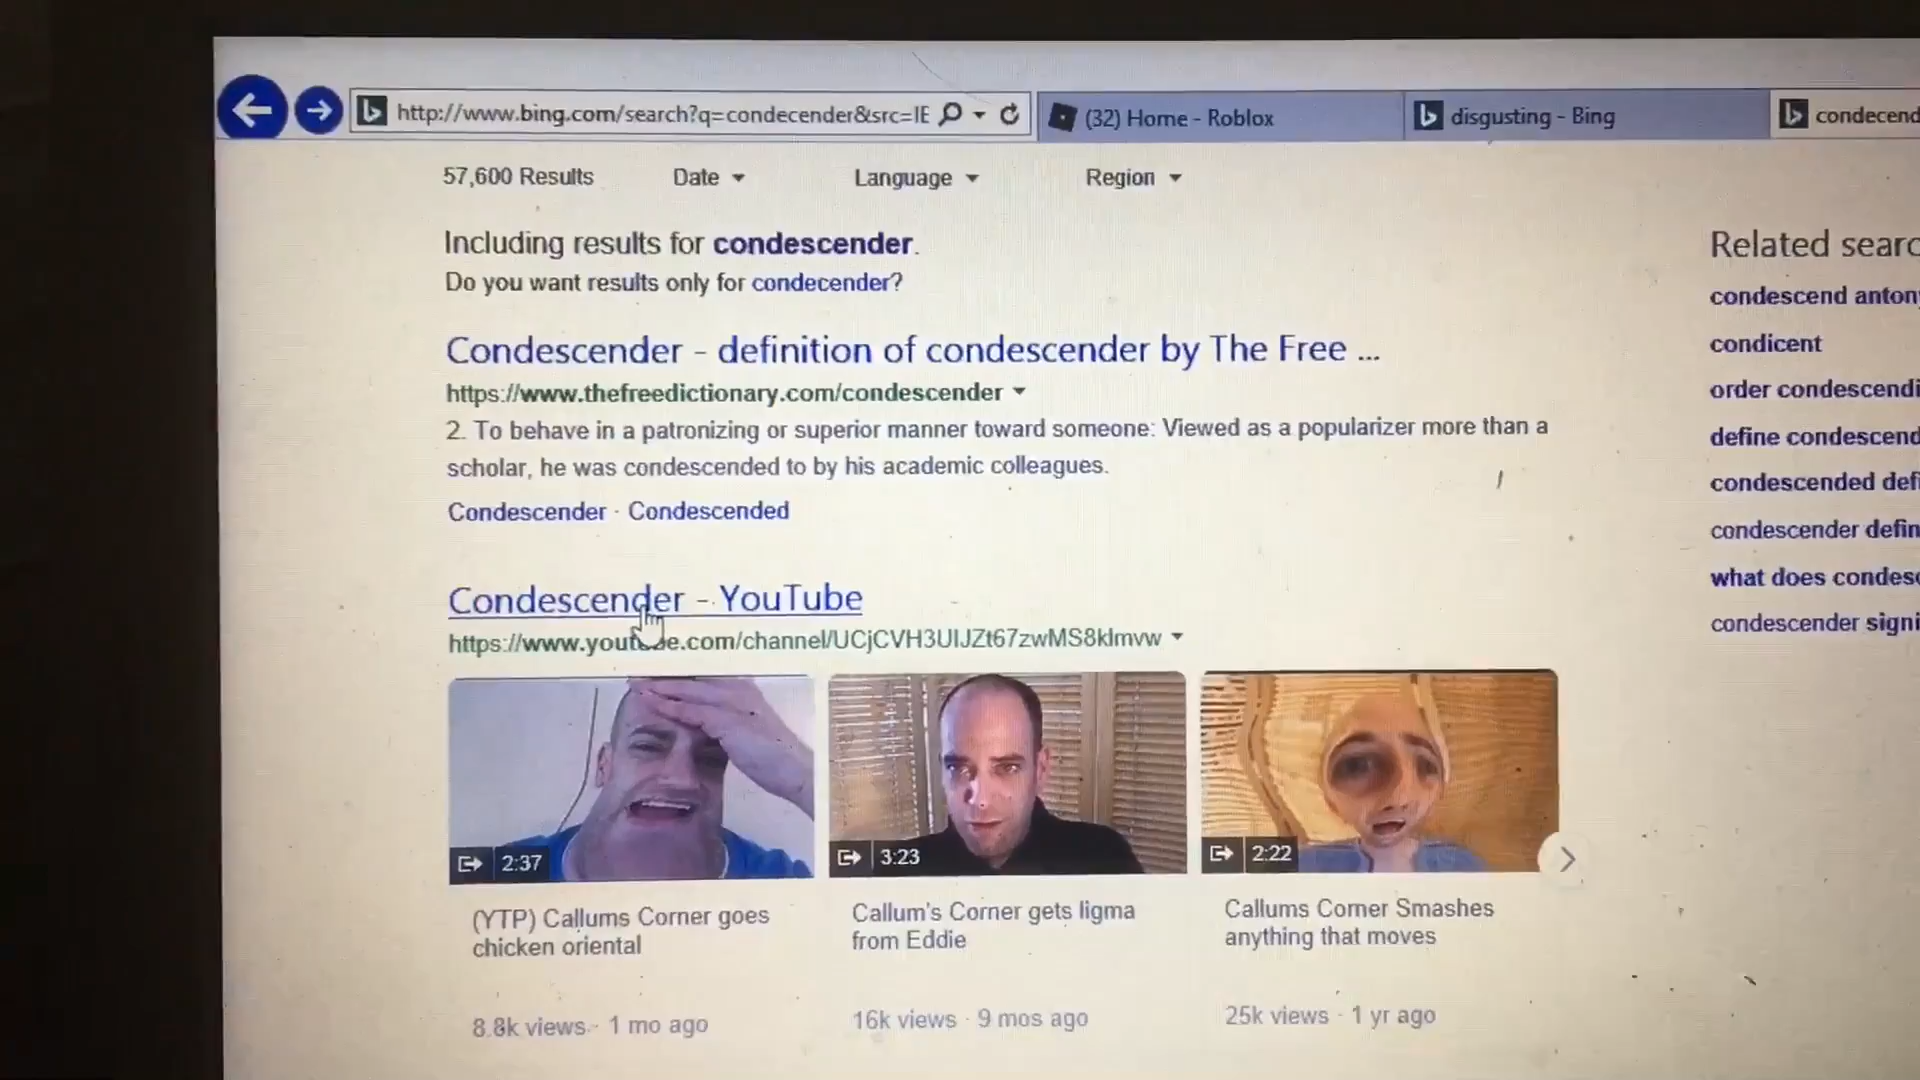 http://www.bing.com/search?q=condecender&src=IE
(32) Home - Roblox
disgusting - Bing
condecend
57,600 Results
Date
Language
Region
Including results for condescender.
Do you want results only for condecender?
Condescender - definition of condescender by The Free ...
https://www.thefreedictionary.com/condescender
2. To behave in a patronizing or superior manner toward someone: Viewed as a popularizer more than a
scholar, he was condescended to by his academic colleagues.
Condescender · Condescended
Condescender - YouTube
https://www.youtube.com/channel/UCjCVH3UIJZt67zwMS8klmvw
2:37
3:23
2:22
(YTP) Callums Corner goes
chicken oriental
8.8k views · 1 mo ago
Callum's Corner gets ligma
from Eddie
16k views · 9 mos ago
Callums Corner Smashes
anything that moves
25k views · 1 yr ago
Related searc
condescend antony
condicent
order condescendi
define condescend
condescended defi
condescender defin
what does condesc
condescender signi